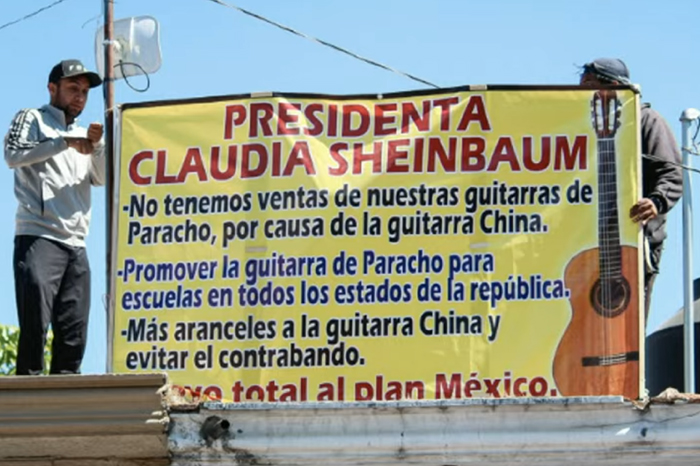 PRESIDENTA
CLAUDIA SHEINBAUM
-No tenemos ventas de nuestras guitarras de
Paracho, por causa de la guitarra China.
-Promover la guitarra de Paracho para
escuelas en todos los estados de la república.
-Más aranceles a la guitarra China y
evitar el contrabando.
total al plan México.